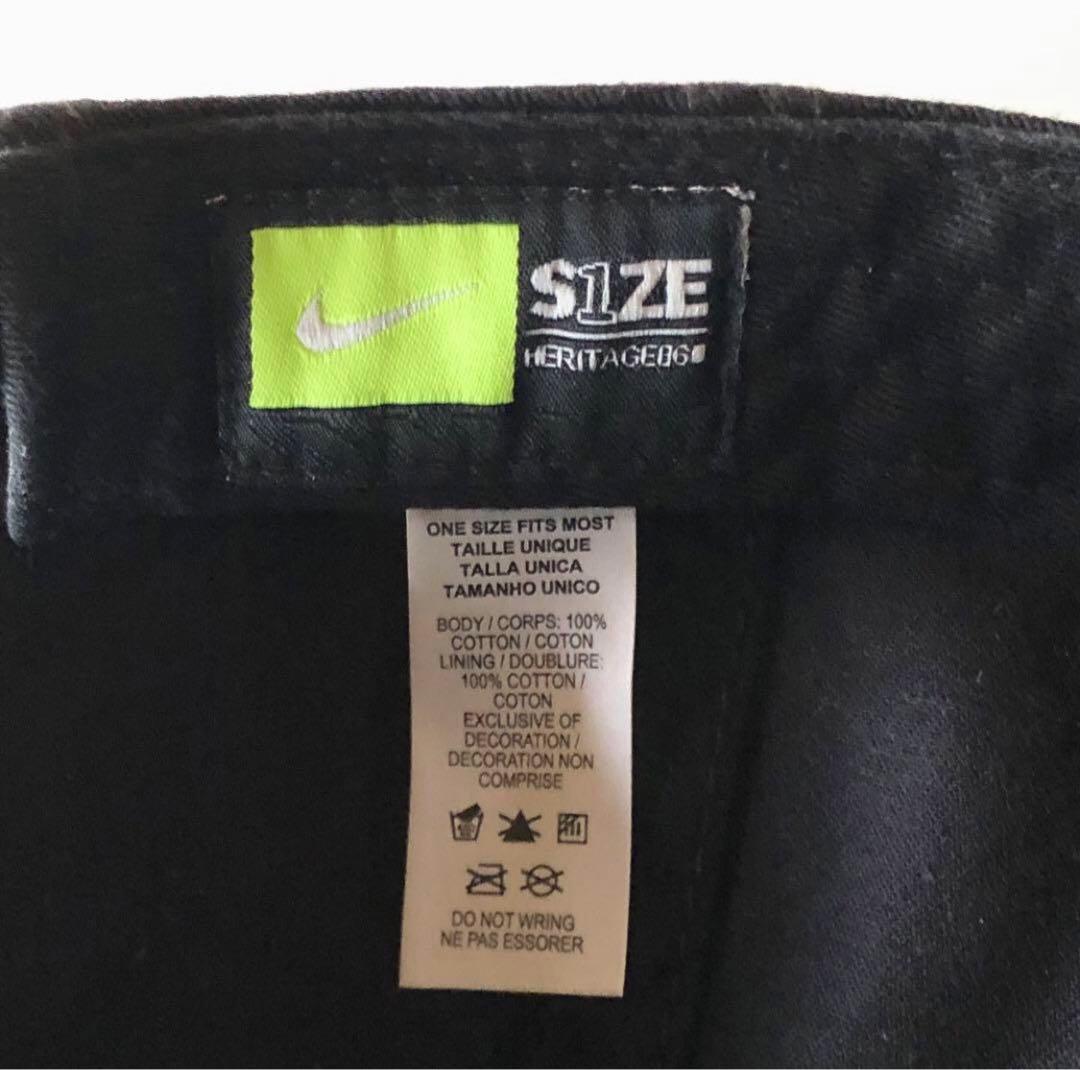 S1ZE
HERITAGE86
ONE SIZE FITS MOST
TAILLE UNIQUE
TALLA UNICA
TAMANHO UNICO
BODY / CORPS: 100%
COTTON / COTON
LINING / DOUBLURE:
100% COTTON /
COTON
EXCLUSIVE OF
DECORATION /
DECORATION NON
COMPRISE
DO NOT WRING
NE PAS ESSORER